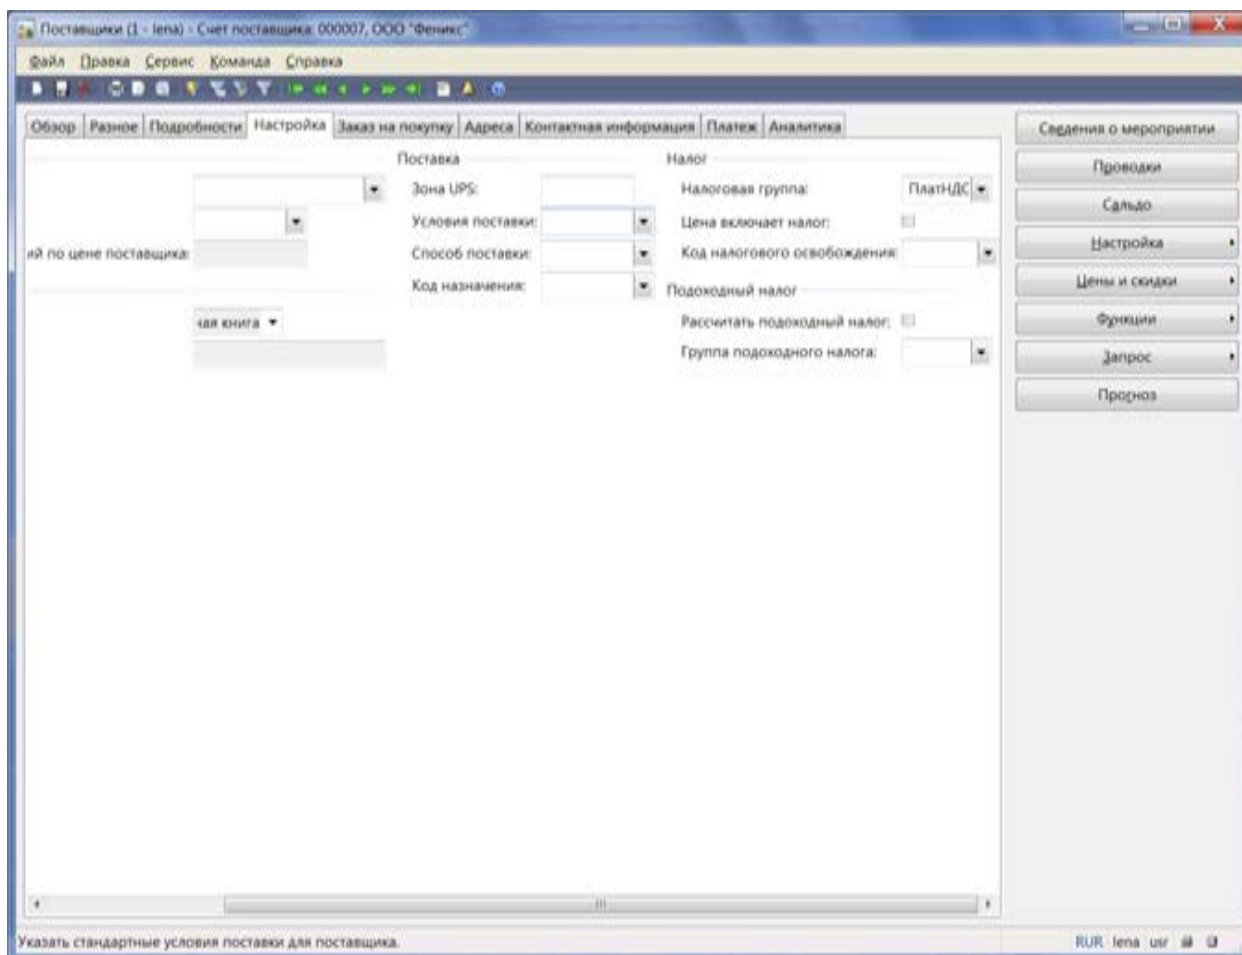 Поставщики (1 - lena) - Счет поставщика: 000007, ООО "Феникс"
Файл Правка Сервис Команда Справка
Обзор Разное Подробности Настройка Заказ на покупку Адреса Контактная информация Платеж Аналитика
Сведения о мероприятии
Проводки
Сальдо
Настройка
Цены и скидки
Функции
Запрос
Прогноз
ий по цене поставщика:
чая книга
Поставка
Зона UPS:
Условия поставки:
Способ поставки:
Код назначения:
Налог
Налоговая группа: ПлатНДС
Цена включает налог:
Код налогового освобождения:
Подоходный налог
Рассчитать подоходный налог:
Группа подоходного налога:
Указать стандартные условия поставки для поставщика.
RUR lena usr